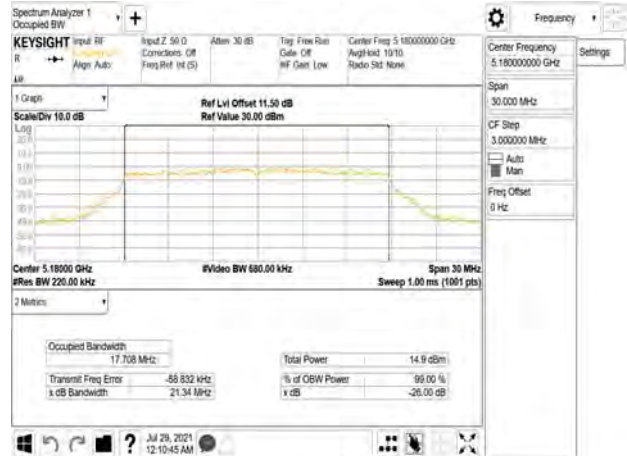 Spectrum Analyzer 1
Occupied BW
+
Frequency
KEYSIGHT
Input: RF
R
Align: Auto
Input Z: 50 Ω
Corrections: Off
Freq Ref: Int (S)
Atten: 30 dB
Trig: Free Run
Gate: Off
#IF Gain: Low
Center Freq: 5.180000000 GHz
Avg|Hold: 10/10
Radio Std: None
Center Frequency
5.180000000 GHz
Settings
Span
30.000 MHz
CF Step
3.000000 MHz
Auto
Man
Freq Offset
0 Hz
1 Graph
Scale/Div 10.0 dB
Ref Lvl Offset 11.50 dB
Ref Value 30.00 dBm
Log
Center 5.18000 GHz
#Res BW 220.00 kHz
#Video BW 680.00 kHz
Span 30 MHz
Sweep 1.00 ms (1001 pts)
2 Metrics
Occupied Bandwidth
17.708 MHz
Total Power
14.9 dBm
Transmit Freq Error
-58.832 kHz
% of OBW Power
99.00 %
x dB Bandwidth
21.34 MHz
x dB
-26.00 dB
?
Jul 29, 2021
12:10:45 AM